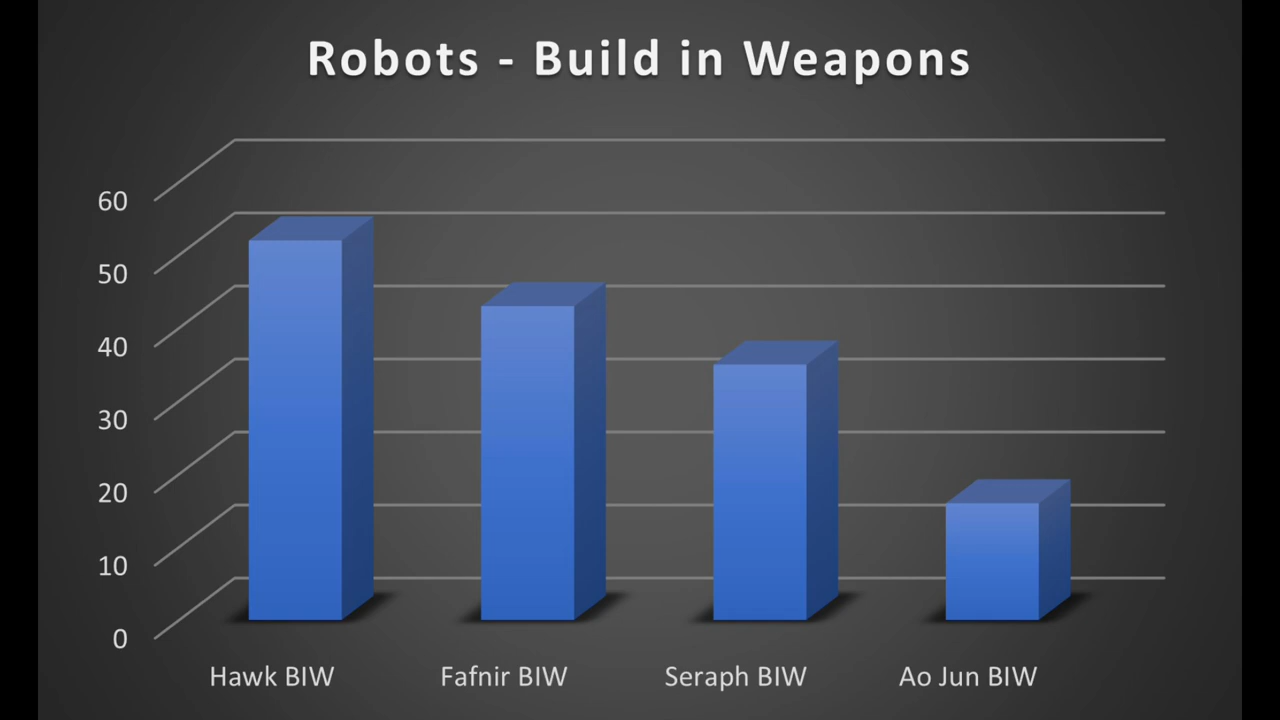 Robots - Build in Weapons
60
50
40
30
20
10
0
Hawk BIW
Fafnir BIW
Seraph BIW
Ao Jun BIW